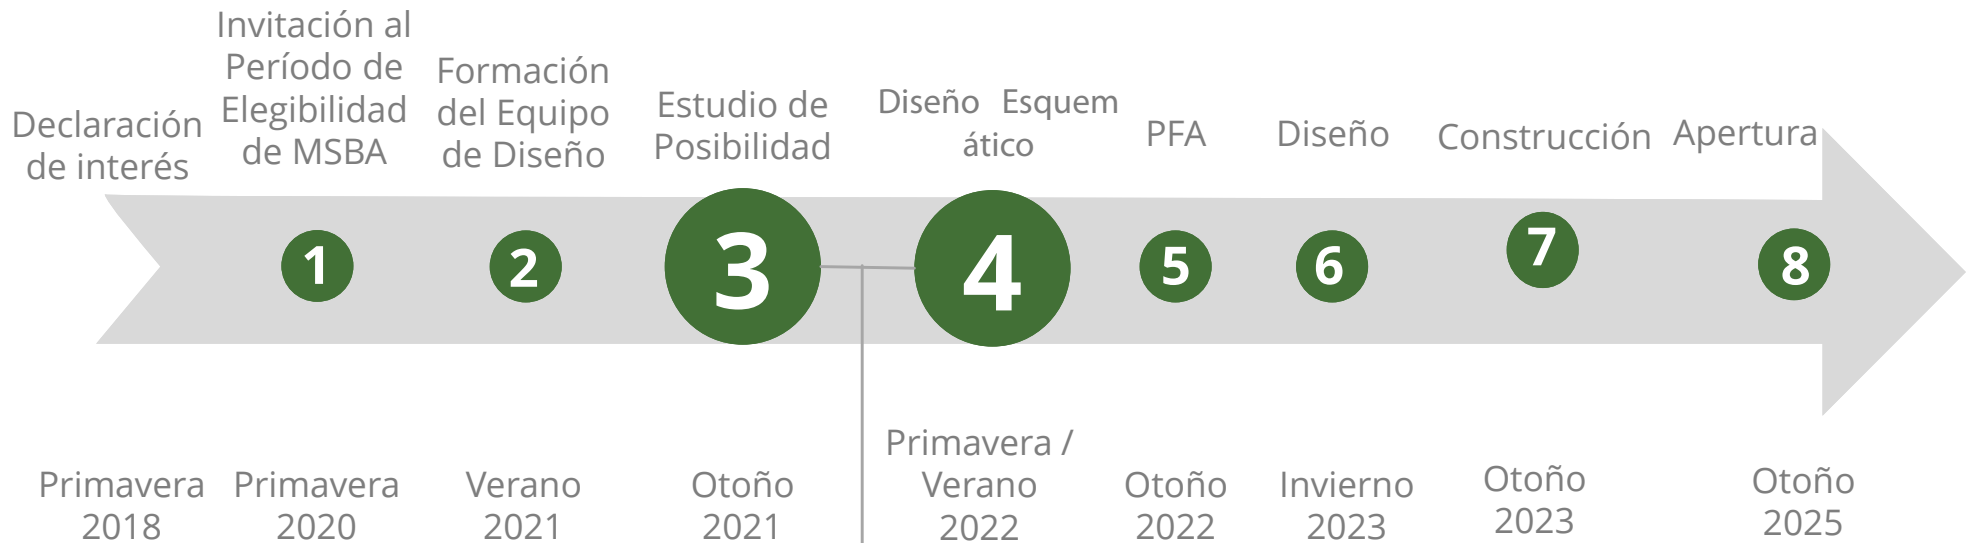 Declaración
de interés
Invitación al
Período de
Elegibilidad
de MSBA
Formación
del Equipo
de Diseño
Estudio de
Posibilidad
Diseño Esquem
ático
PFA
Diseño
Construcción
Apertura
1
2
3
4
5
6
7
8
Primavera
2018
Primavera
2020
Verano
2021
Otoño
2021
Primavera /
Verano
2022
Otoño
2022
Invierno
2023
Otoño
2023
Otoño
2025